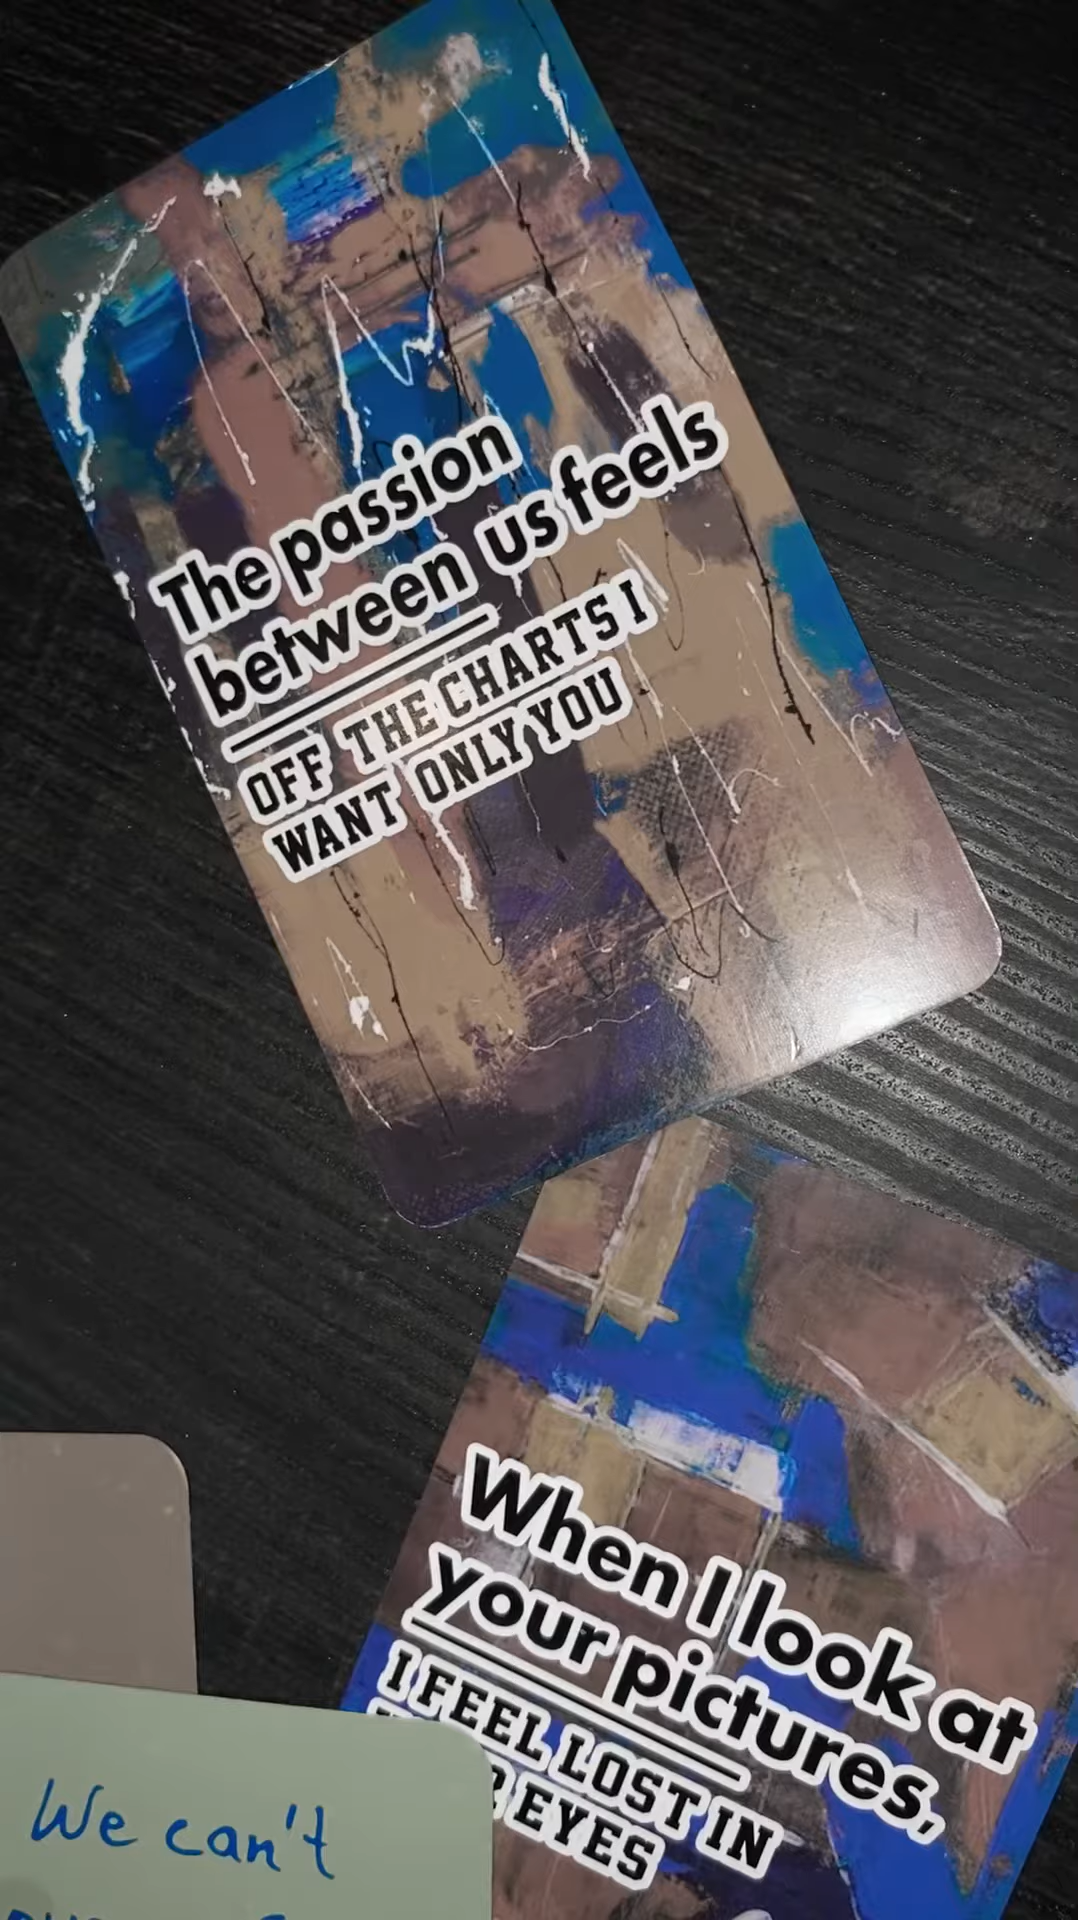 The passion
between us feels
OFF THE CHARTS I
WANT ONLY YOU
When I look at
your pictures,
I FEEL LOST IN
EYES
We can't